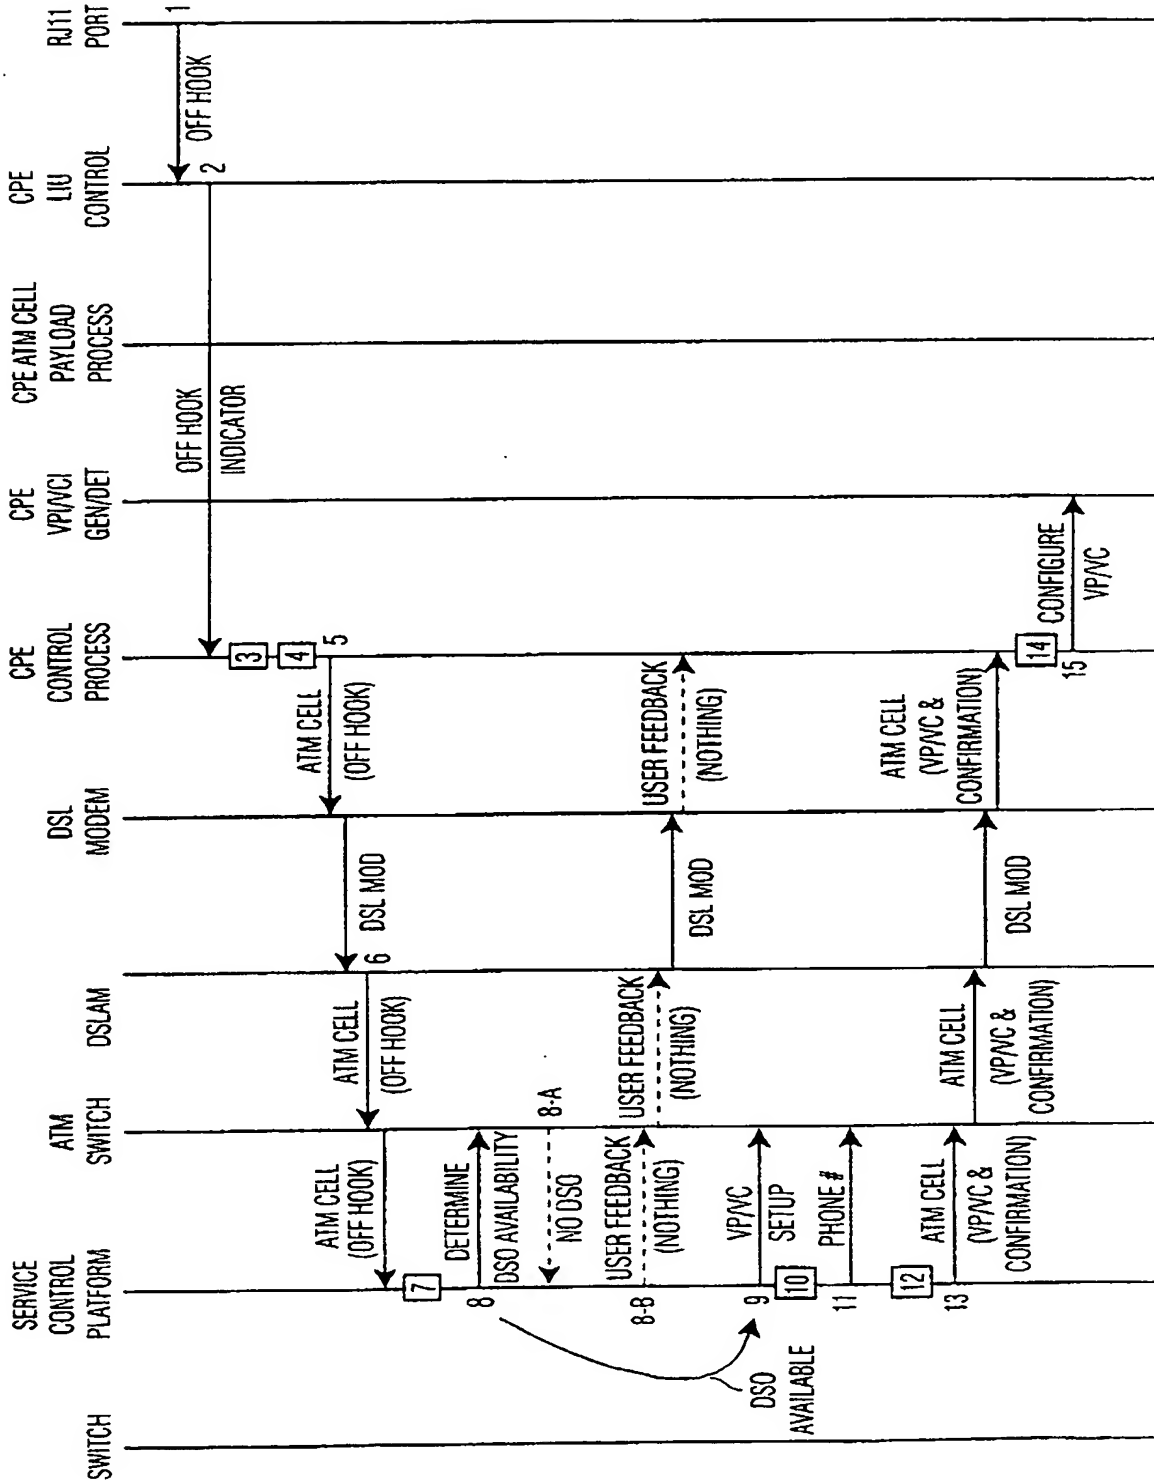 SWITCH
SERVICE
CONTROL
PLATFORM
ATM
SWITCH
DSLAM
DSL
MODEM
CPE
CONTROL
PROCESS
CPE
VPI/VCI
GEN/DET
CPE ATM CELL
PAYLOAD
PROCESS
CPE
LIU
CONTROL
RJ11
PORT
1
OFF HOOK
2
OFF HOOK
INDICATOR
3
4
5
ATM CELL
(OFF HOOK)
DSL MOD
6
ATM CELL
(OFF HOOK)
ATM CELL
(OFF HOOK)
7
8
DETERMINE
DSO AVAILABILITY
8-A
NO DSO
8-B
USER FEEDBACK
(NOTHING)
USER FEEDBACK
(NOTHING)
DSL MOD
USER FEEDBACK
(NOTHING)
DSO
AVAILABLE
9
VP/VC
SETUP
10
11
PHONE #
12
13
ATM CELL
(VP/VC &
CONFIRMATION)
ATM CELL
(VP/VC &
CONFIRMATION)
DSL MOD
ATM CELL
(VP/VC &
CONFIRMATION)
14
15
CONFIGURE
VP/VC